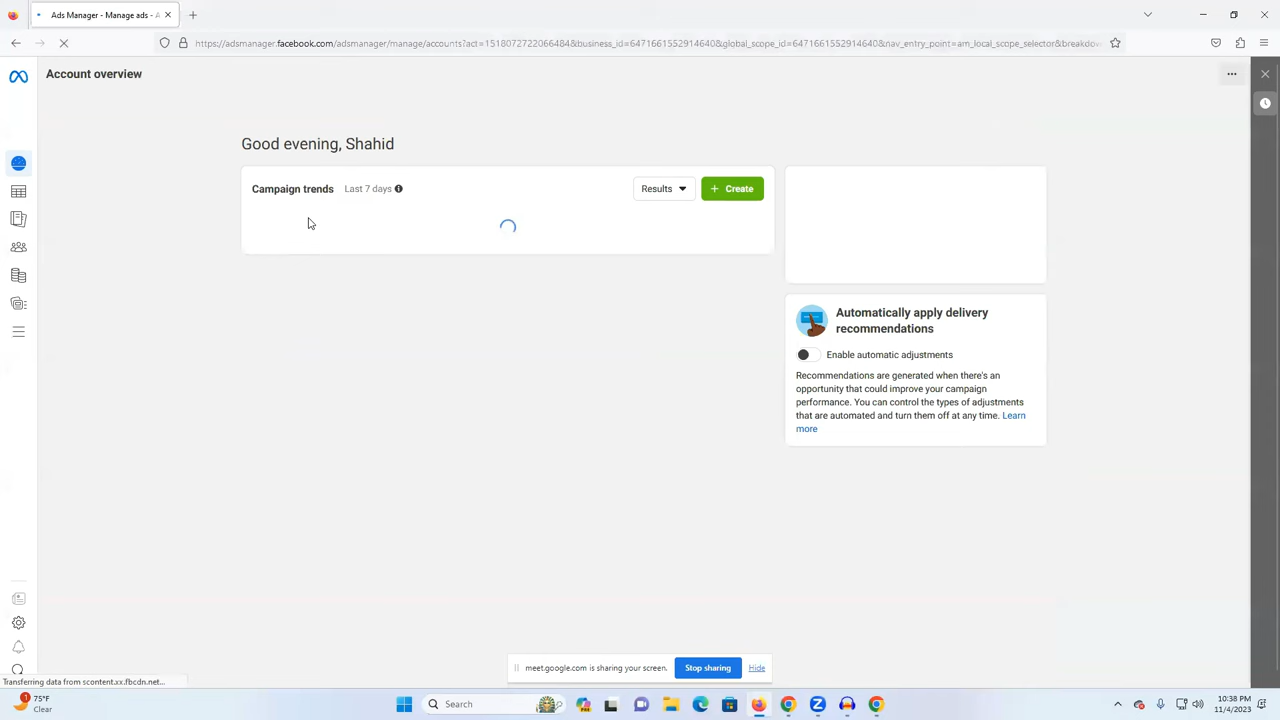 Ads Manager - Manage ads - A
https://adsmanager.facebook.com/adsmanager/manage/accounts?act=1518072722066484&business_id=6471661552914640&global_scope_id=6471661552914640&nav_entry_point=am_local_scope_selector&breakdow
Account overview
Good evening, Shahid
Campaign trends Last 7 days
Results
+ Create
Automatically apply delivery
recommendations
Enable automatic adjustments
Recommendations are generated when there's an
opportunity that could improve your campaign
performance. You can control the types of adjustments
that are automated and turn them off at any time. Learn
more
meet.google.com is sharing your screen.
Stop sharing
Hide
Transferring data from scontent.xx.fbcdn.net...
1
75°F
Clear
Search
10:38 PM
11/4/2023